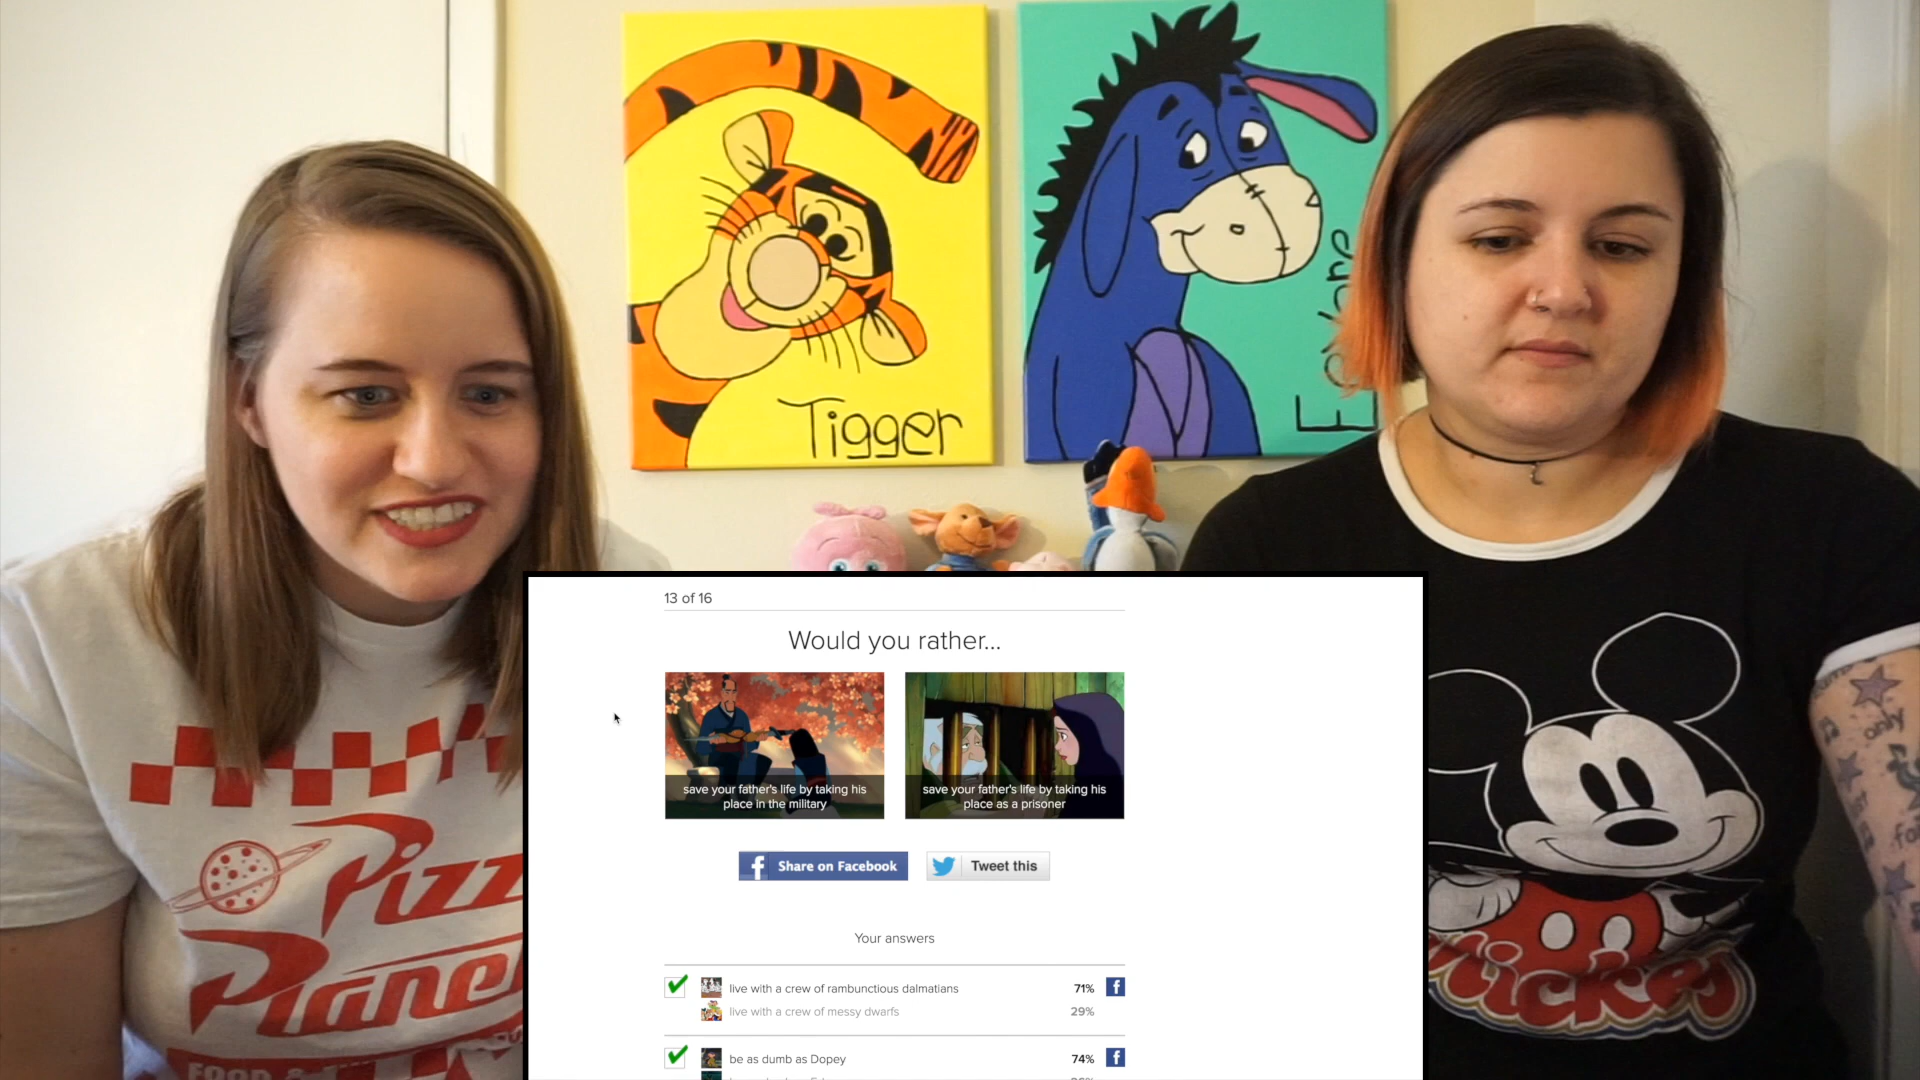 Tigger
13 of 16
Would you rather...
save your father's life by taking his
place in the military
save your father's life by taking his
place as a prisoner
Share on Facebook
Tweet this
Your answers
live with a crew of rambunctious dalmatians 71%
live with a crew of messy dwarfs 29%
be as dumb as Dopey 74%
Pizz
Planet
FOOD &
Mickey
only